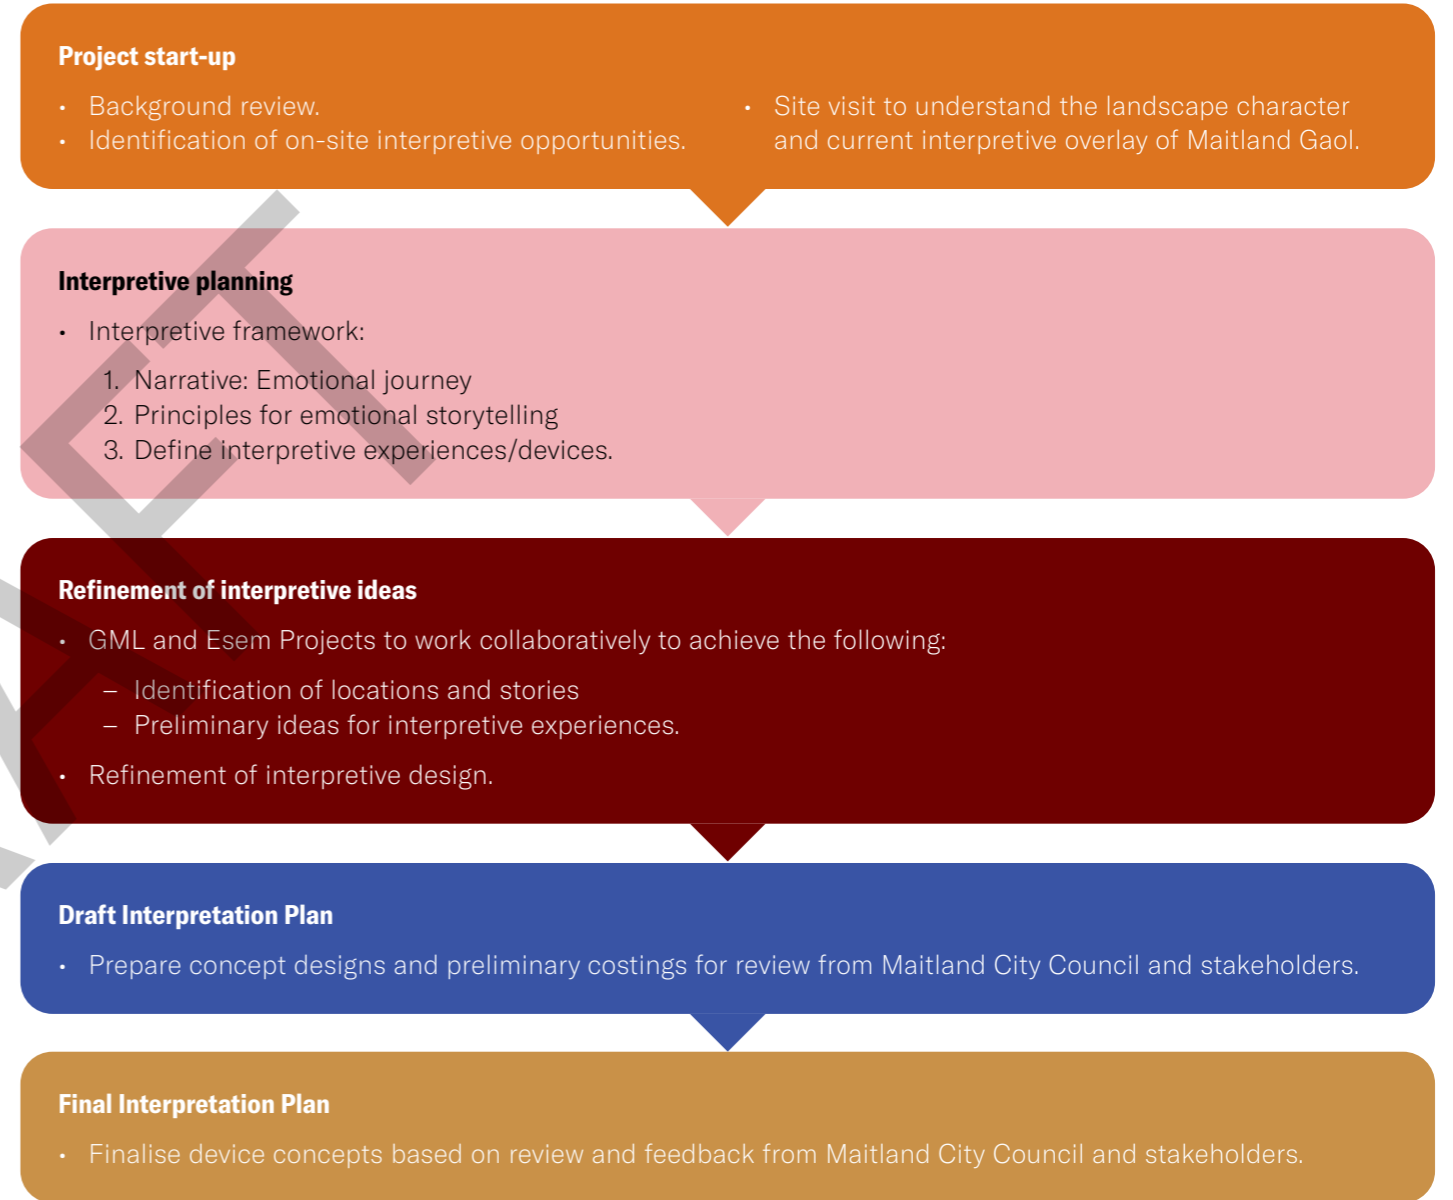 Project start-up
• Background review.
• Identification of on-site interpretive opportunities.
• Site visit to understand the landscape character
and current interpretive overlay of Maitland Gaol.
Interpretive planning
• Interpretive framework:
1. Narrative: Emotional journey
2. Principles for emotional storytelling
3. Define interpretive experiences/devices.
Refinement of interpretive ideas
• GML and Esem Projects to work collaboratively to achieve the following:
– Identification of locations and stories
– Preliminary ideas for interpretive experiences.
• Refinement of interpretive design.
Draft Interpretation Plan
• Prepare concept designs and preliminary costings for review from Maitland City Council and stakeholders.
Final Interpretation Plan
• Finalise device concepts based on review and feedback from Maitland City Council and stakeholders.
AFT